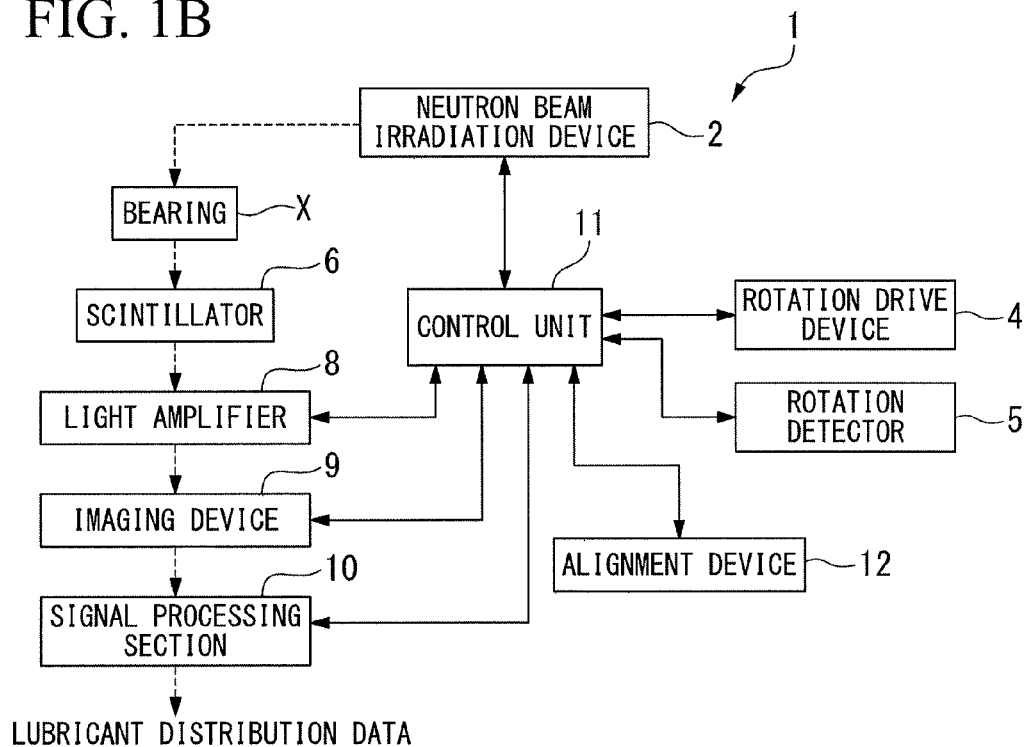 FIG. 1B
1
NEUTRON BEAM
IRRADIATION DEVICE
2
BEARING
X
11
6
SCINTILLATOR
CONTROL UNIT
ROTATION DRIVE
DEVICE
4
8
LIGHT AMPLIFIER
ROTATION
DETECTOR
5
9
IMAGING DEVICE
ALIGNMENT DEVICE
12
10
SIGNAL PROCESSING
SECTION
LUBRICANT DISTRIBUTION DATA